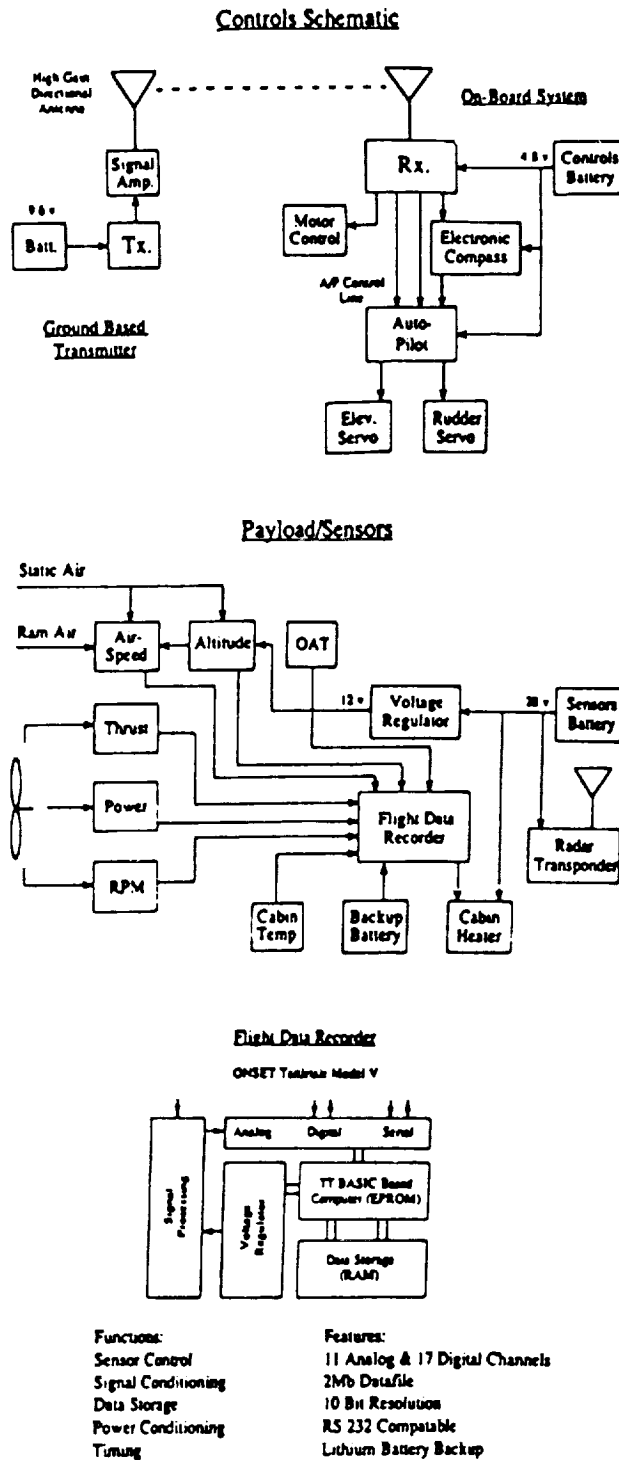 Controls Schematic
High Gain
Directional
Antenna
On-Board System
Signal
Amp.
Rx.
4.8 v
Controls
Battery
9.6 v
Batt.
Tx.
Motor
Control
Electronic
Compass
A/P Control
Line
Ground Based
Transmitter
Auto-
Pilot
Elev.
Servo
Rudder
Servo
Payload/Sensors
Static Air
Ram Air
Air-
Speed
Altitude
OAT
12 v
Voltage
Regulator
28 v
Sensors
Battery
Thrust
Power
Flight Data
Recorder
Radar
Transponder
RPM
Cabin
Temp
Backup
Battery
Cabin
Heater
Flight Data Recorder
ONSET Tattletale Model V
Analog Digital Serial
Signal
Processing
Voltage
Regulator
TT BASIC Based
Computer (EPROM)
Data Storage
(RAM)
Functions:
Sensor Control
Signal Conditioning
Data Storage
Power Conditioning
Timing
Features:
11 Analog & 17 Digital Channels
2Mb Datafile
10 Bit Resolution
RS 232 Compatable
Lithium Battery Backup